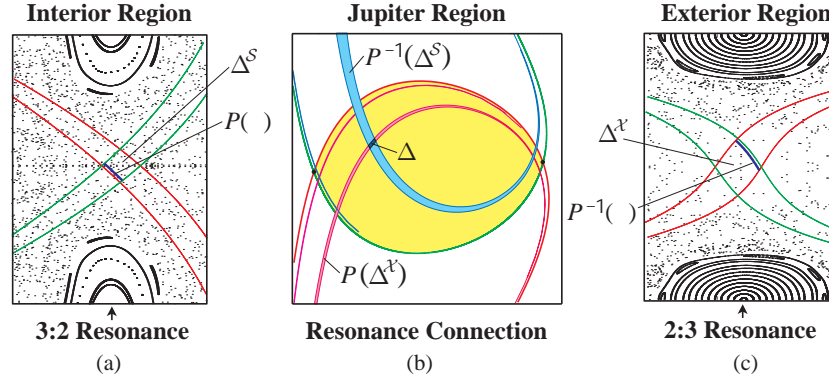 Interior Region
Jupiter Region
Exterior Region
Δ^S
P( )
P^−1(Δ^S)
Δ
P(Δ^X)
Δ^X
P^−1( )
3:2 Resonance
Resonance Connection
2:3 Resonance
(a)
(b)
(c)